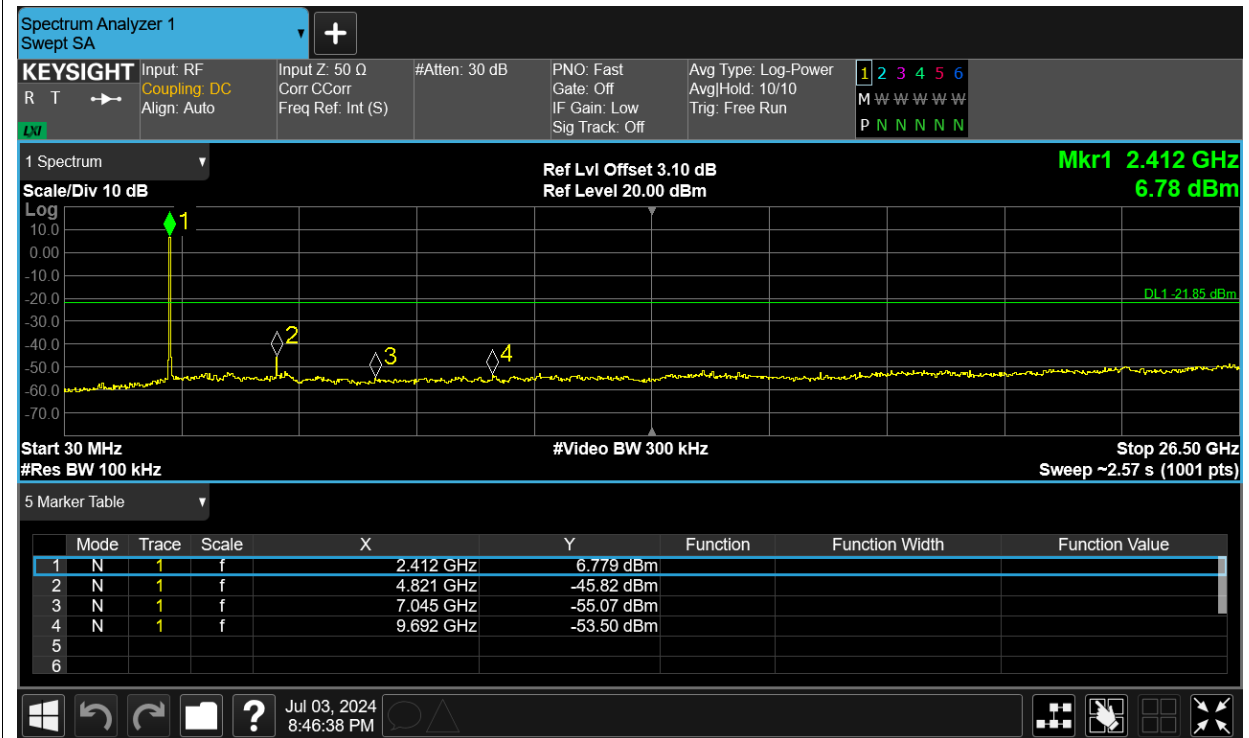 Spectrum Analyzer 1
Swept SA
+
KEYSIGHT Input: RF Input Z: 50 Ω #Atten: 30 dB PNO: Fast Avg Type: Log-Power 1 2 3 4 5 6
R T Coupling: DC Corr CCorr Gate: Off Avg|Hold: 10/10 M W W W W W
Align: Auto Freq Ref: Int (S) IF Gain: Low Trig: Free Run P N N N N N
LXI Sig Track: Off
1 Spectrum
Ref Lvl Offset 3.10 dB Mkr1 2.412 GHz
Scale/Div 10 dB Ref Level 20.00 dBm 6.78 dBm
Log
1
10.0
0.00
-10.0
-20.0 DL1 -21.85 dBm
-30.0
2
-40.0
3 4
-50.0
-60.0
-70.0
Start 30 MHz #Video BW 300 kHz Stop 26.50 GHz
#Res BW 100 kHz Sweep ~2.57 s (1001 pts)
5 Marker Table
Mode Trace Scale X Y Function Function Width Function Value
1 N 1 f 2.412 GHz 6.779 dBm
2 N 1 f 4.821 GHz -45.82 dBm
3 N 1 f 7.045 GHz -55.07 dBm
4 N 1 f 9.692 GHz -53.50 dBm
5
6
? Jul 03, 2024
8:46:38 PM